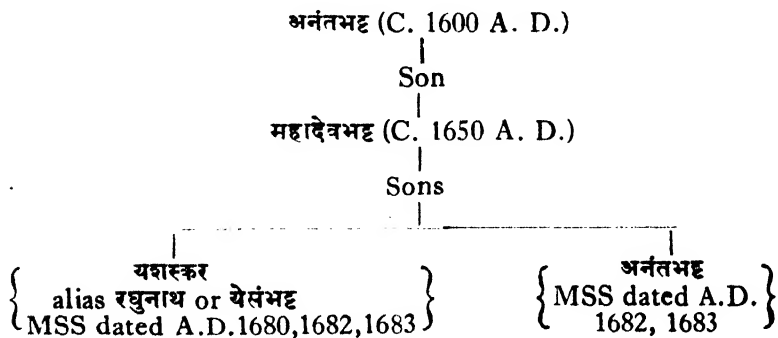 अनंतभट्ट (C. 1600 A. D.)
Son
महादेवभट्ट (C. 1650 A. D.)
Sons
यशस्कर
alias रघुनाथ or येसंभट्ट
MSS dated A.D.1680,1682,1683
अनंतभट्ट
MSS dated A.D.
1682, 1683